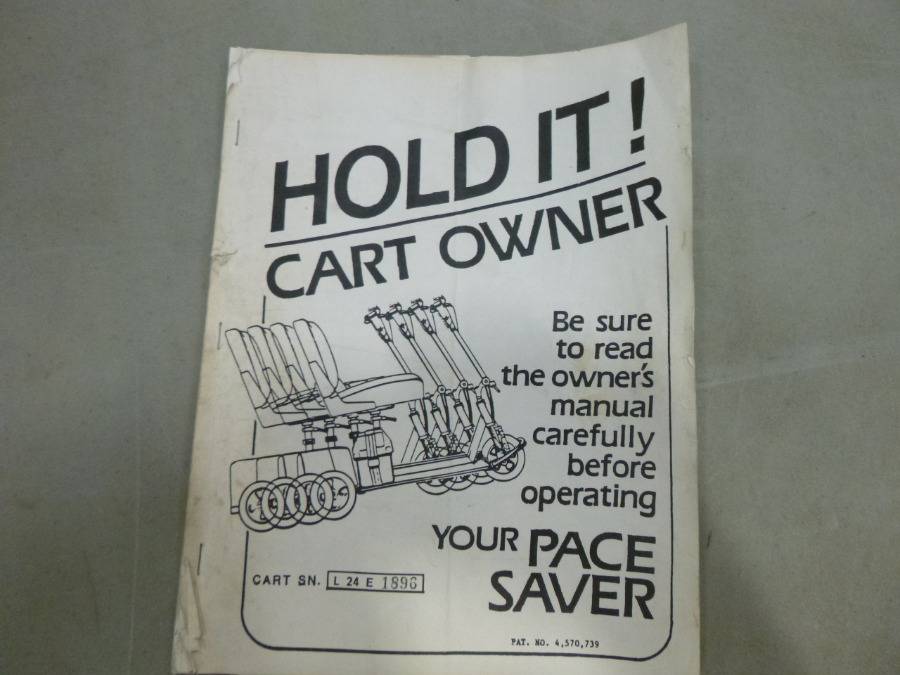 HOLD IT!
CART OWNER
Be sure
to read
the owner's
manual
carefully
before
operating
YOUR PACE
SAVER
CART SN. L 24 E 1896
PAT. NO. 4,570,739